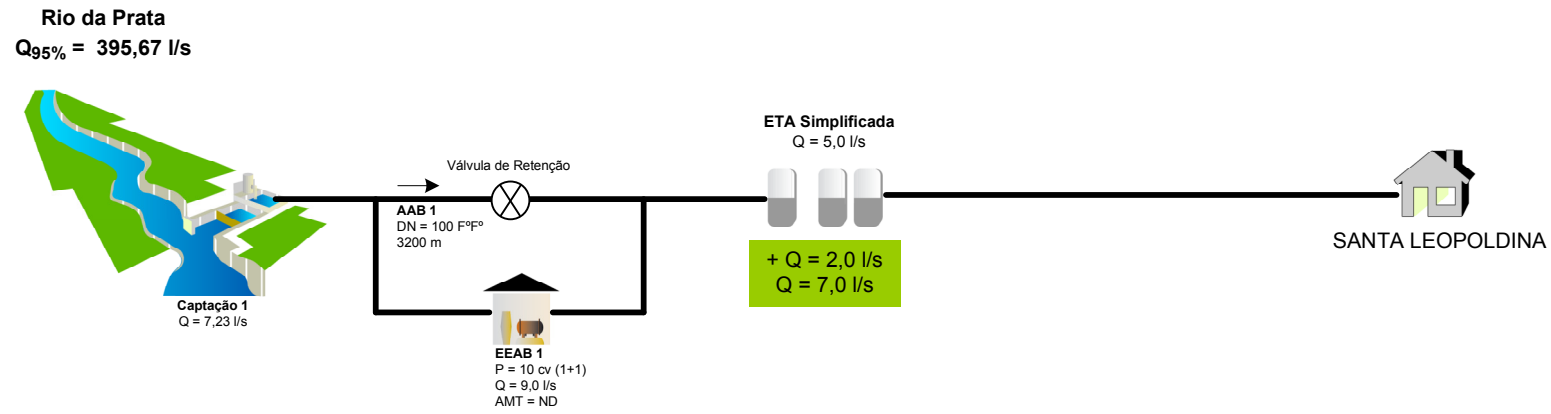 Rio da Prata
Q95% = 395,67 l/s
ETA Simplificada
Q = 5,0 l/s
Válvula de Retenção
AAB 1
DN = 100 FºFº
3200 m
SANTA LEOPOLDINA
+ Q = 2,0 l/s
Q = 7,0 l/s
Captação 1
Q = 7,23 l/s
EEAB 1
P = 10 cv (1+1)
Q = 9,0 l/s
AMT = ND